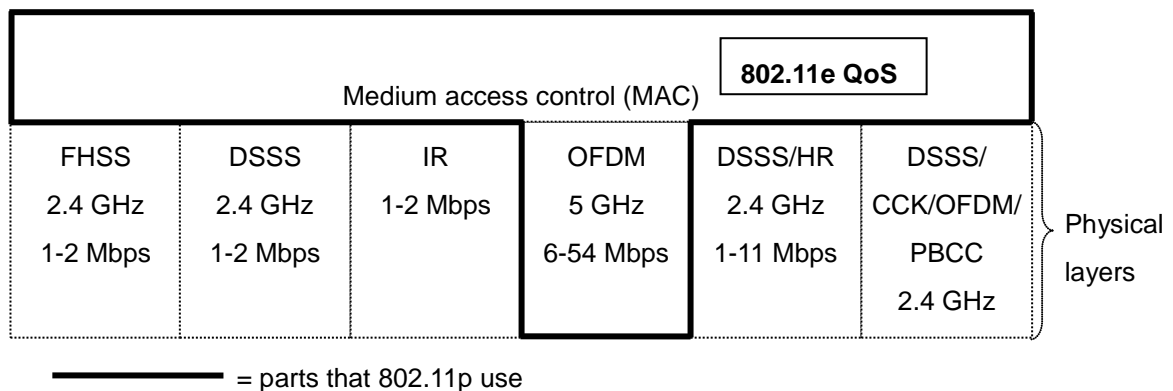 802.11e QoS
Medium access control (MAC)
FHSS
2.4 GHz
1-2 Mbps
DSSS
2.4 GHz
1-2 Mbps
IR
1-2 Mbps
OFDM
5 GHz
6-54 Mbps
DSSS/HR
2.4 GHz
1-11 Mbps
DSSS/
CCK/OFDM/
PBCC
2.4 GHz
Physical
layers
= parts that 802.11p use